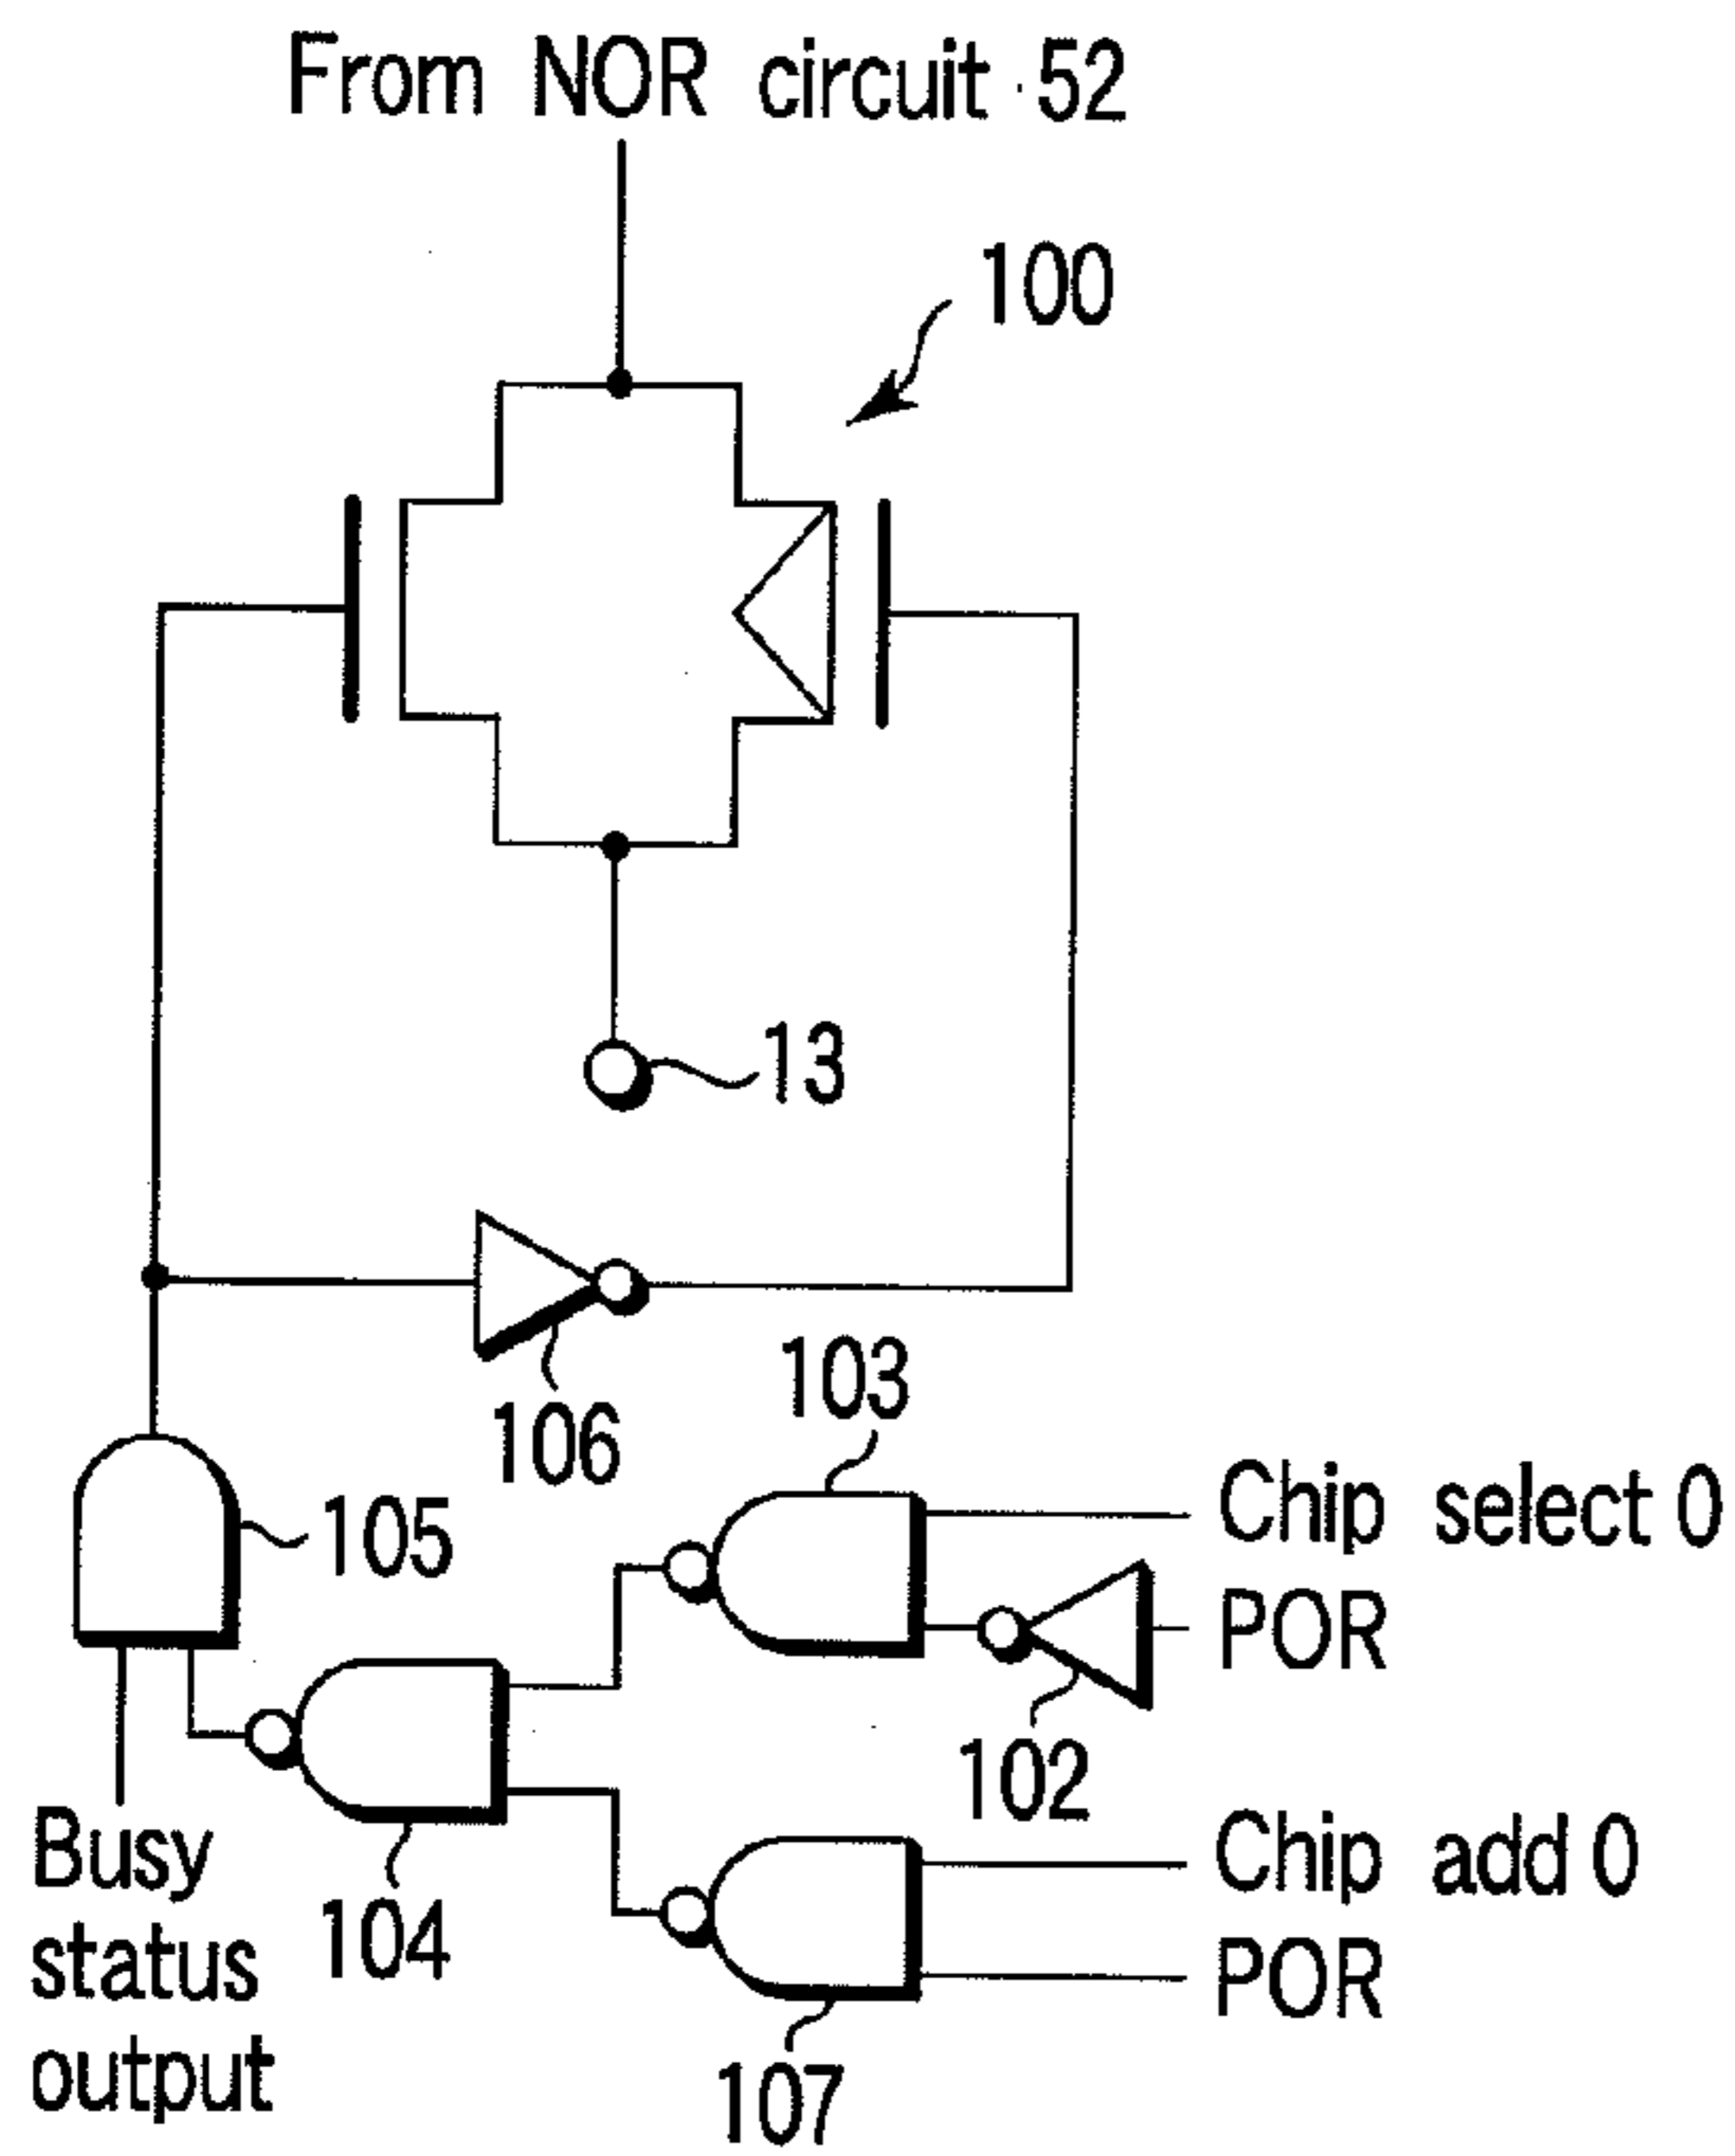 From NOR circuit 52
100
13
106
103
105
Chip select 0
POR
102
Busy
status
output
104
Chip add 0
POR
107